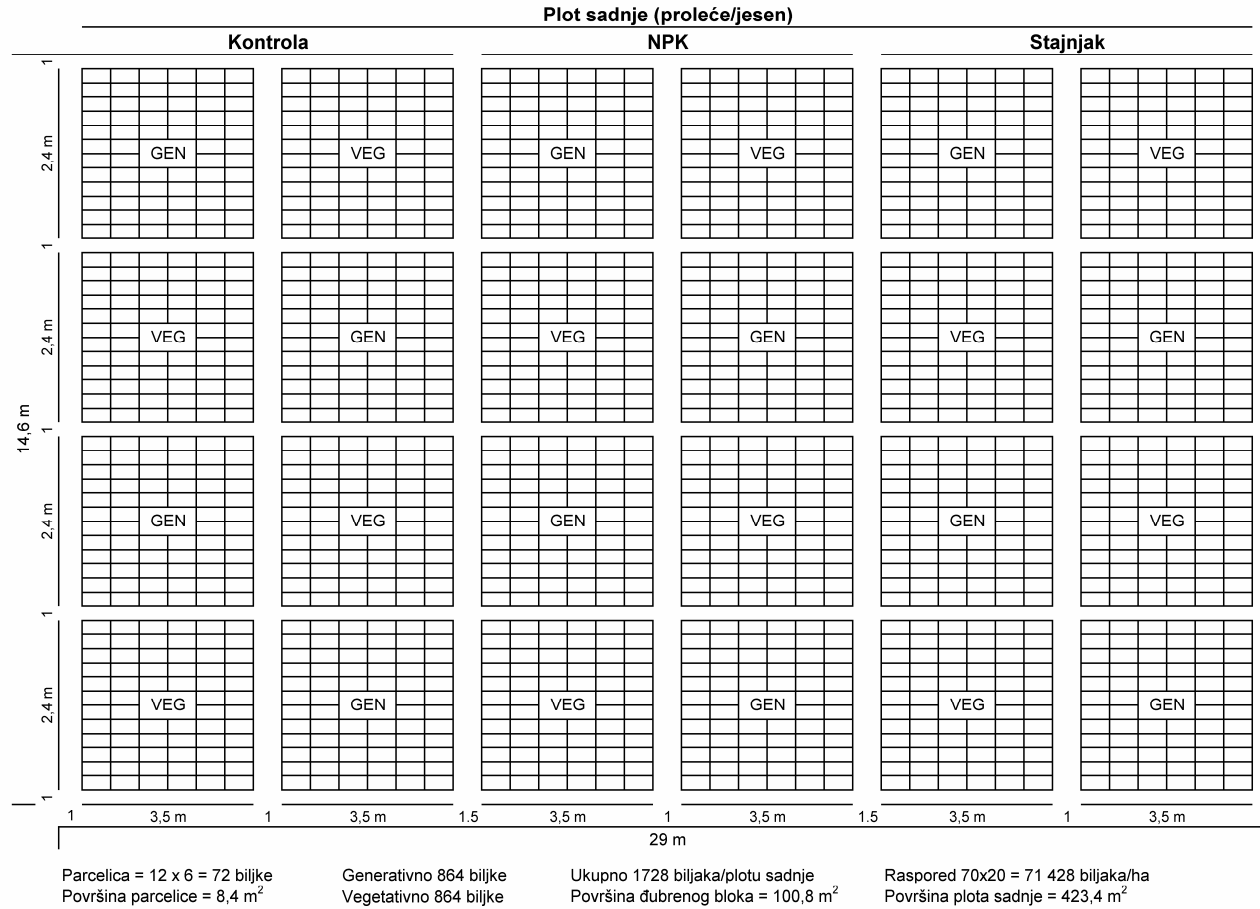 Plot sadnje (proleće/jesen)
Kontrola NPK Stajnjak
1
2,4 m GEN VEG GEN VEG GEN VEG
1
2,4 m VEG GEN VEG GEN VEG GEN
14,6 m
1
2,4 m GEN VEG GEN VEG GEN VEG
1
2,4 m VEG GEN VEG GEN VEG GEN
1
1 3,5 m 1 3,5 m 1.5 3,5 m 1 3,5 m 1.5 3,5 m 1 3,5 m
29 m
Parcelica = 12 x 6 = 72 biljke Generativno 864 biljke Ukupno 1728 biljaka/plotu sadnje Raspored 70x20 = 71 428 biljaka/ha
Površina parcelice = 8,4 m² Vegetativno 864 biljke Površina đubrenog bloka = 100,8 m² Površina plota sadnje = 423,4 m²